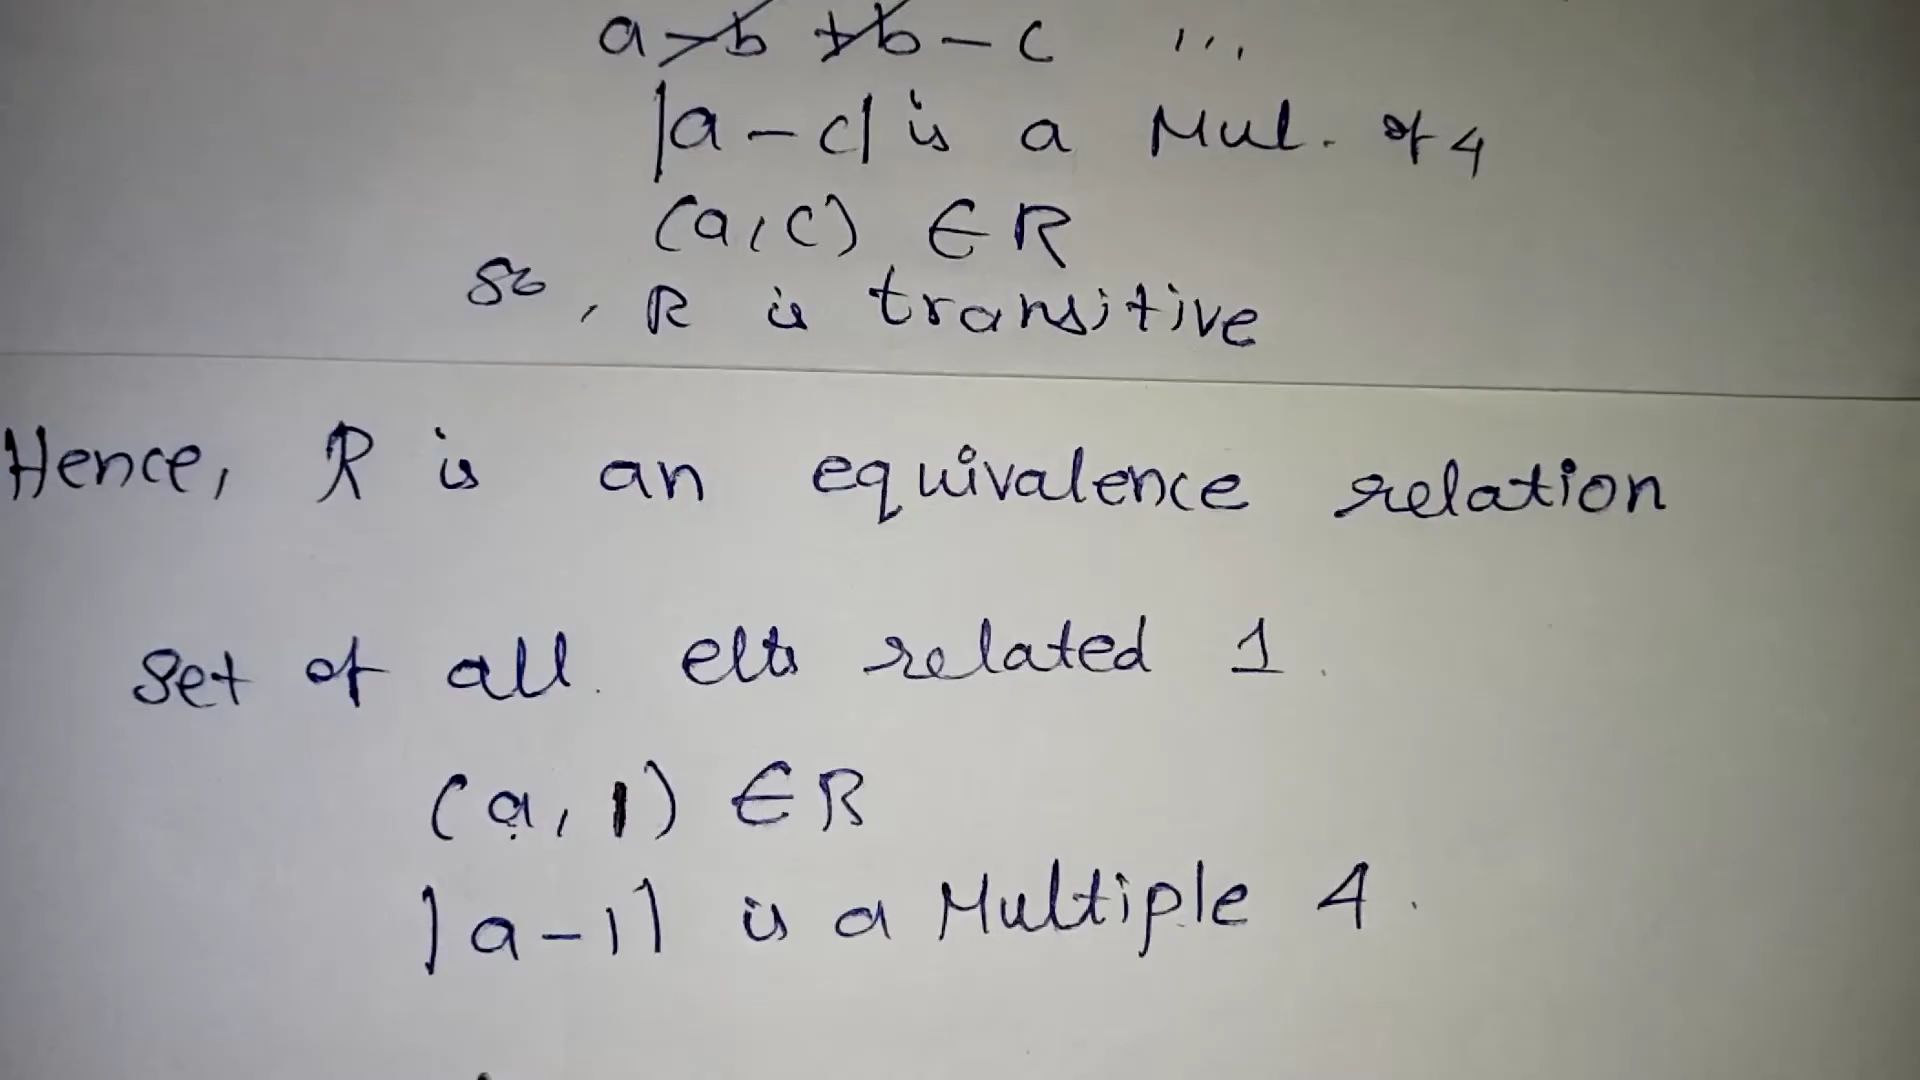 a - b + b - c ...
|a - c| is a Mul. of 4
(a, c) ∈ R
So, R is transitive
Hence, R is an equivalence relation
Set of all elts related 1.
(a, 1) ∈ R
|a - 1| is a Multiple 4.